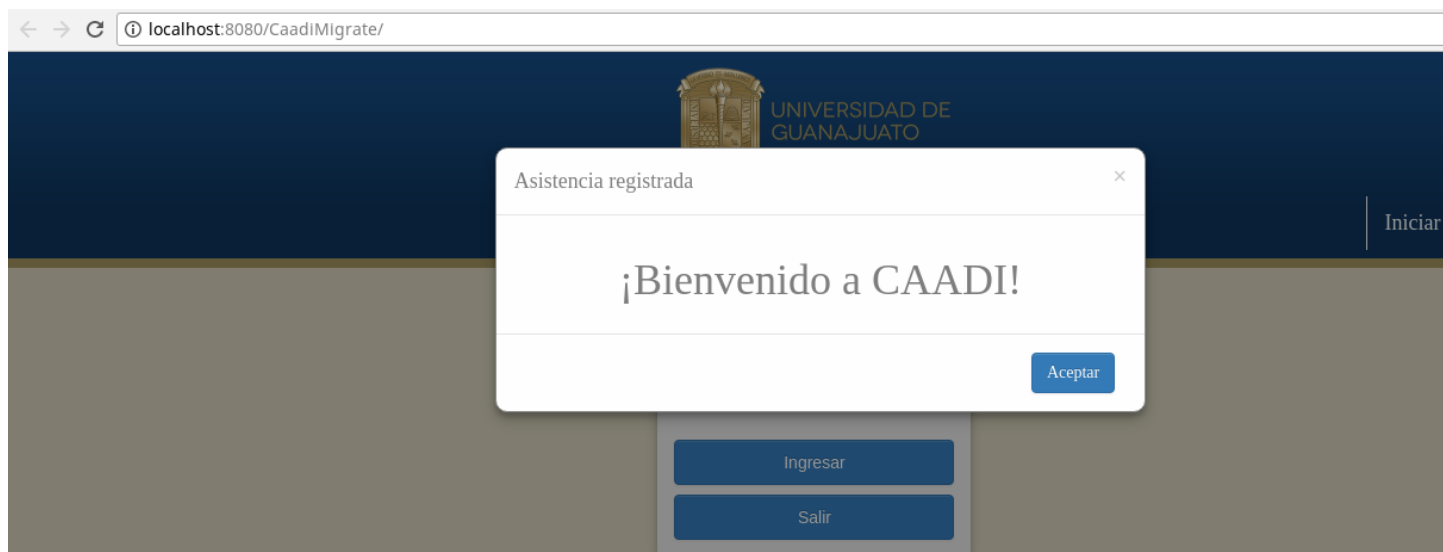 localhost:8080/CaadiMigrate/
UNIVERSIDAD DE
GUANAJUATO
Asistencia registrada
×
Iniciar
¡Bienvenido a CAADI!
Aceptar
Ingresar
Salir